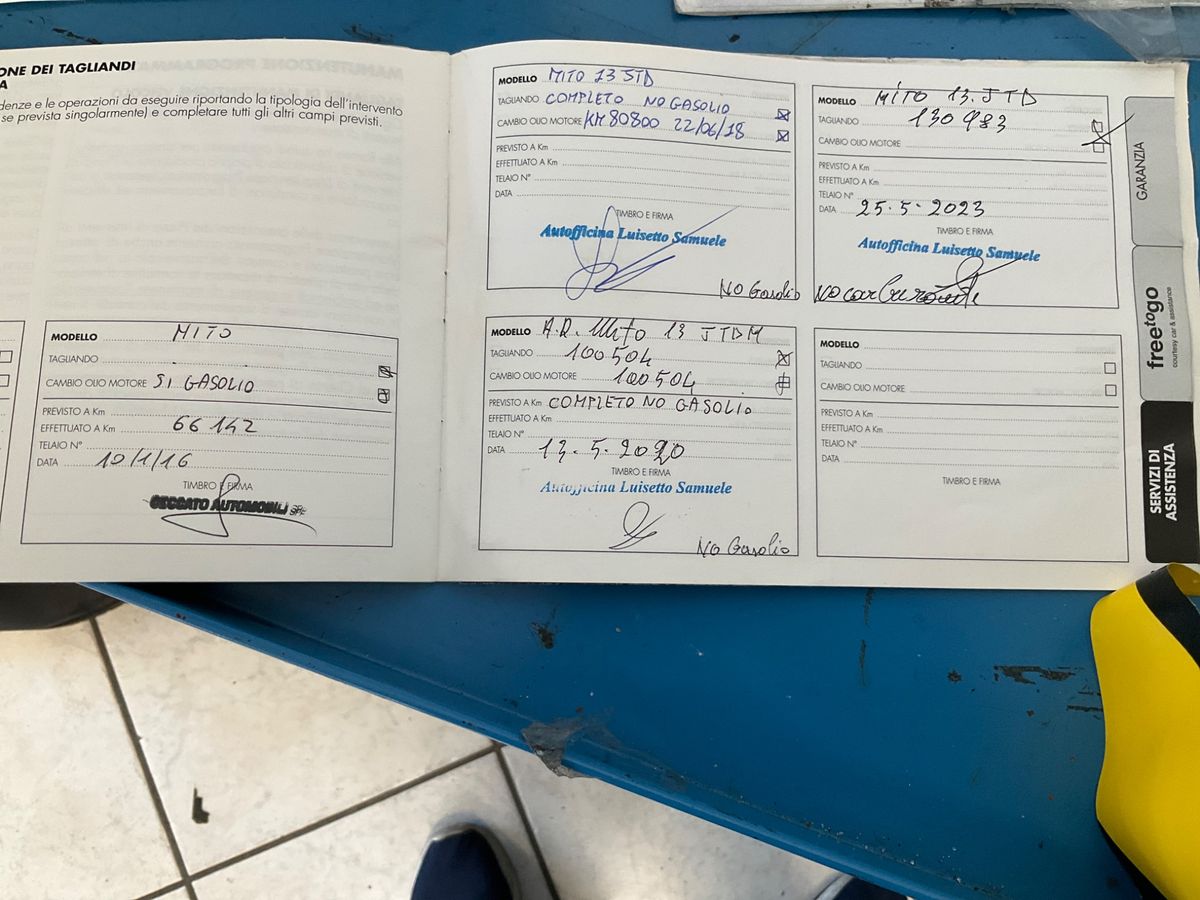 ONE DEI TAGLIANDI
A
denze e le operazioni da eseguire riportando la tipologia dell'intervento
se prevista singolarmente) e completare tutti gli altri campi previsti.
MODELLO MITO
TAGLIANDO
CAMBIO OLIO MOTORE SI GASOLIO
PREVISTO A Km
EFFETTUATO A Km 66142
TELAIO N°
DATA 10/1/16
TIMBRO E FIRMA
CECCATO AUTOMOBILI
MODELLO MITO 13 JTD
TAGLIANDO COMPLETO NO GASOLIO
CAMBIO OLIO MOTORE KM 80800 22/06/18
PREVISTO A Km
EFFETTUATO A Km
TELAIO N°
DATA
TIMBRO E FIRMA
Autofficina Luisetto Samuele
NO Gasolio
MODELLO A.R. Mito 13 JTDM
TAGLIANDO 100504
CAMBIO OLIO MOTORE 100504
PREVISTO A Km COMPLETO NO GASOLIO
EFFETTUATO A Km
TELAIO N°
DATA 13.5.2020
TIMBRO E FIRMA
Autofficina Luisetto Samuele
NO Gasolio
MODELLO MITO 13.JTD
TAGLIANDO 130983
CAMBIO OLIO MOTORE
PREVISTO A Km
EFFETTUATO A Km
TELAIO N°
DATA 25.5.2023
TIMBRO E FIRMA
Autofficina Luisetto Samuele
NO carburante
MODELLO
TAGLIANDO
CAMBIO OLIO MOTORE
PREVISTO A Km
EFFETTUATO A Km
TELAIO N°
DATA
TIMBRO E FIRMA
GARANZIA
freetogo
courtesy car & assistance
SERVIZI DI
ASSISTENZA